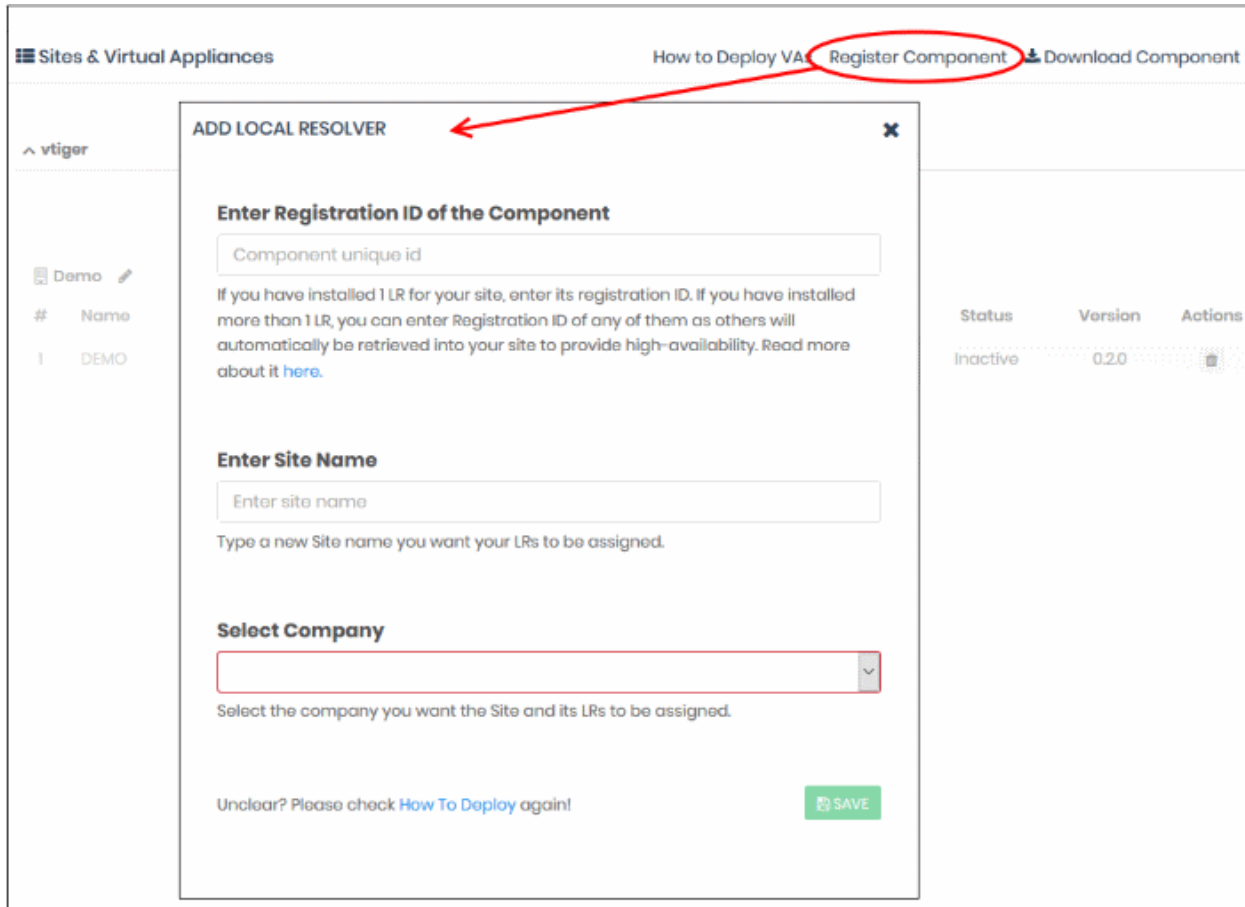 Sites & Virtual Appliances How to Deploy VAs Register Component Download Component
vtiger
ADD LOCAL RESOLVER
Enter Registration ID of the Component
Component unique id
If you have installed 1 LR for your site, enter its registration ID. If you have installed
more than 1 LR, you can enter Registration ID of any of them as others will
automatically be retrieved into your site to provide high-availability. Read more
about it here.
Demo
# Name Status Version Actions
1 DEMO Inactive 0.2.0
Enter Site Name
Enter site name
Type a new Site name you want your LRs to be assigned.
Select Company
Select the company you want the Site and its LRs to be assigned.
Unclear? Please check How To Deploy again!
SAVE